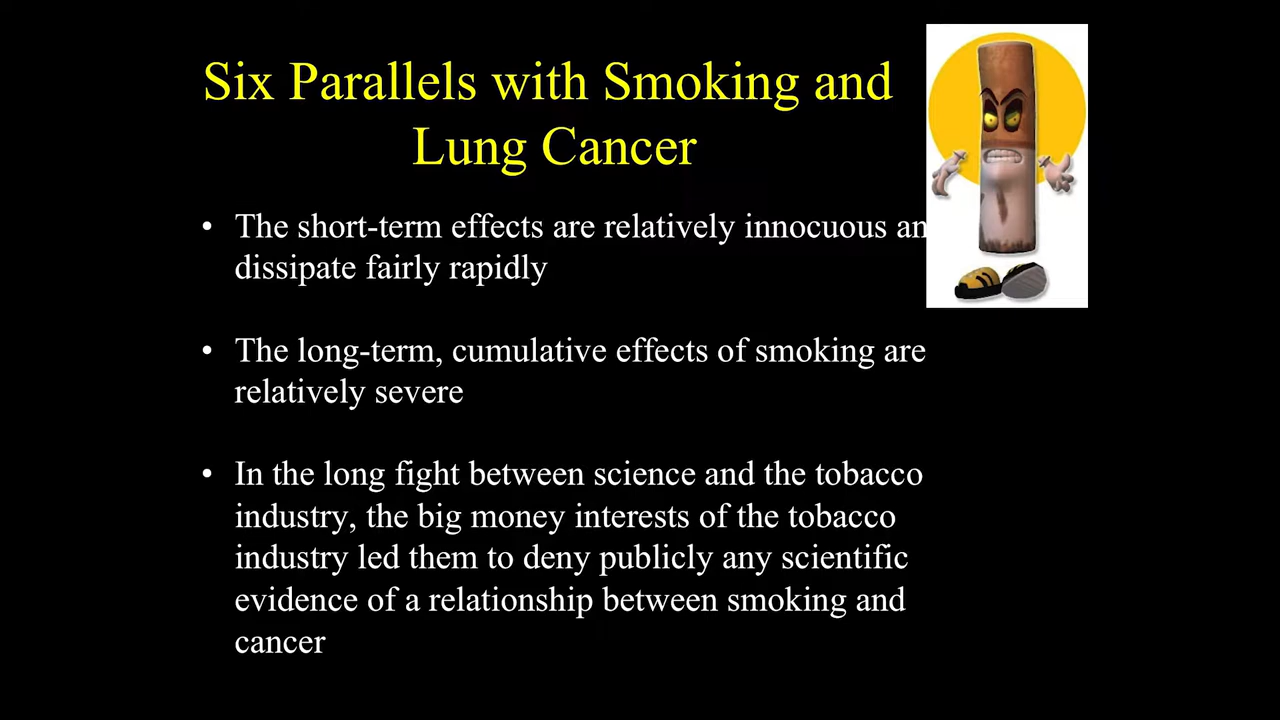 Six Parallels with Smoking and
Lung Cancer
• The short-term effects are relatively innocuous an
dissipate fairly rapidly
• The long-term, cumulative effects of smoking are
relatively severe
• In the long fight between science and the tobacco
industry, the big money interests of the tobacco
industry led them to deny publicly any scientific
evidence of a relationship between smoking and
cancer